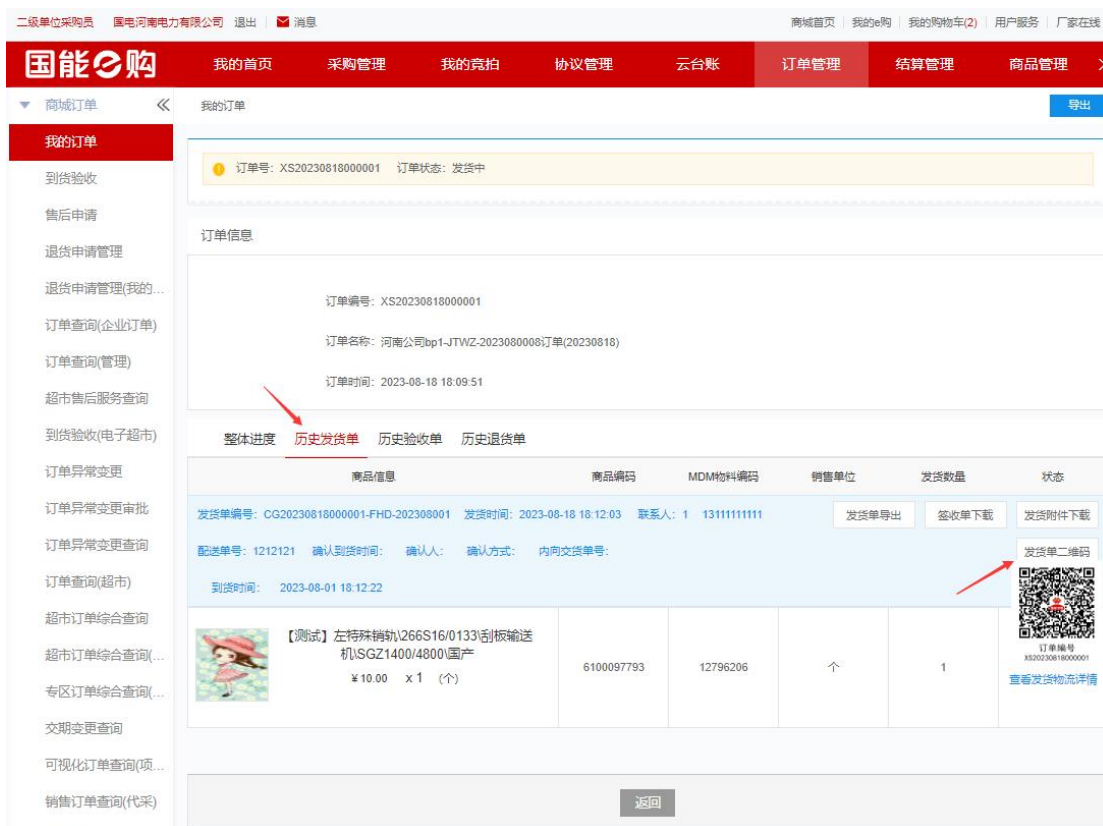 二级单位采购员 国电河南电力有限公司 退出 消息 商城首页 我的e购 我的购物车(2) 用户服务 厂家在线
国能e购 我的首页 采购管理 我的竞拍 协议管理 云台账 订单管理 结算管理 商品管理
商城订单
我的订单 导出
我的订单
订单号: XS20230818000001 订单状态: 发货中
到货验收
售后申请
退货申请管理
退货申请管理(我的...
订单查询(企业订单)
订单查询(管理)
超市售后服务查询
到货验收(电子超市)
订单异常变更
订单异常变更审批
订单异常变更查询
订单查询(超市)
超市订单综合查询
超市订单综合查询(...
专区订单综合查询(...
交期变更查询
可视化订单查询(项...
销售订单查询(代采)
订单信息
订单编号: XS20230818000001
订单名称: 河南公司bp1-JTWZ-2023080008订单(20230818)
订单时间: 2023-08-18 18:09:51
整体进度 历史发货单 历史验收单 历史退货单
商品信息 商品编码 MDM物料编码 销售单位 发货数量 状态
发货单编号: CG20230818000001-FHD-202308001 发货时间: 2023-08-18 18:12:03 联系人: 1 13111111111 发货单导出 签收单下载 发货附件下载
配送单号: 1212121 确认到货时间: 确认人: 确认方式: 内向交货单号: 发货单二维码
到货时间: 2023-08-01 18:12:22
【测试】左特殊销轨\266S16/0133\刮板输送
机\SGZ1400/4800\国产
¥10.00 x 1 (个)
6100097793 12796206 个 1
订单编号
XS20230818000001
查看发货物流详情
返回